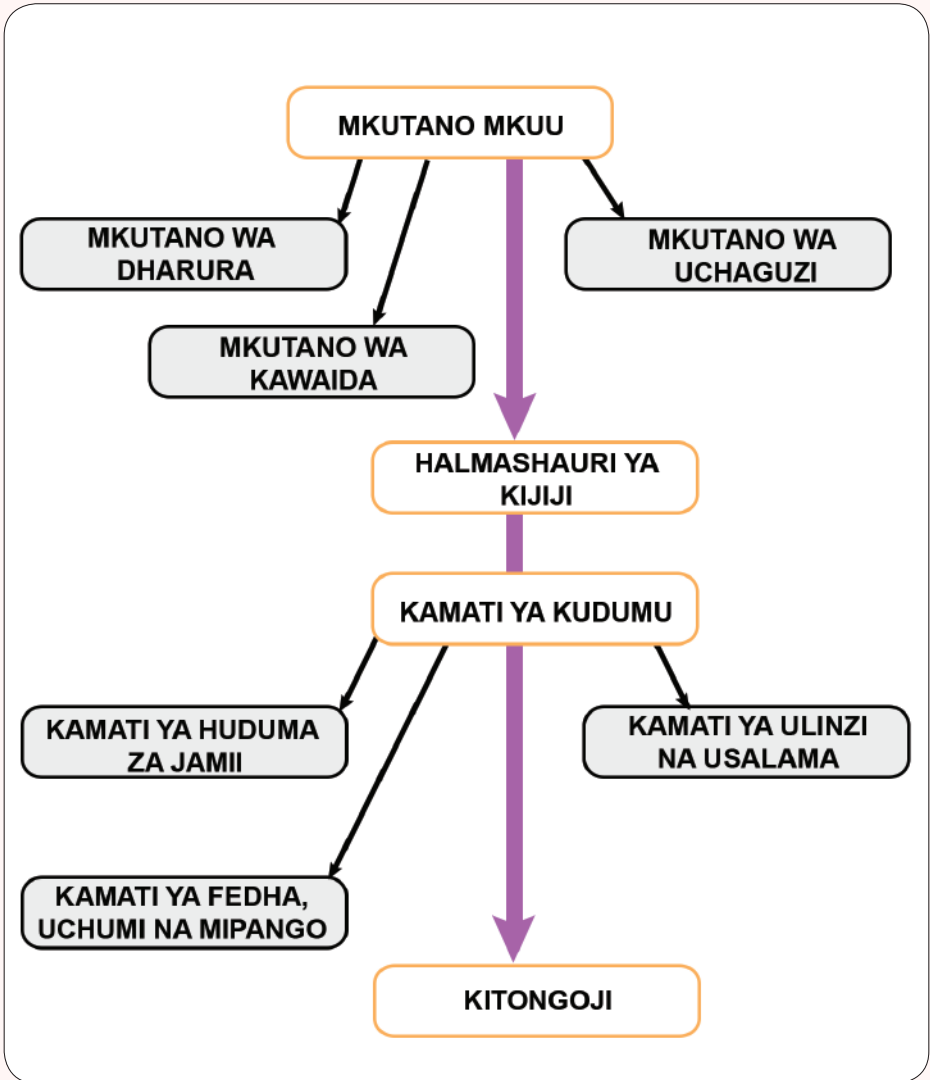 MKUTANO MKUU
MKUTANO WA
DHARURA
MKUTANO WA
UCHAGUZI
MKUTANO WA
KAWAIDA
HALMASHAURI YA
KIJIJI
KAMATI YA KUDUMU
KAMATI YA HUDUMA
ZA JAMII
KAMATI YA ULINZI
NA USALAMA
KAMATI YA FEDHA,
UCHUMI NA MIPANGO
KITONGOJI